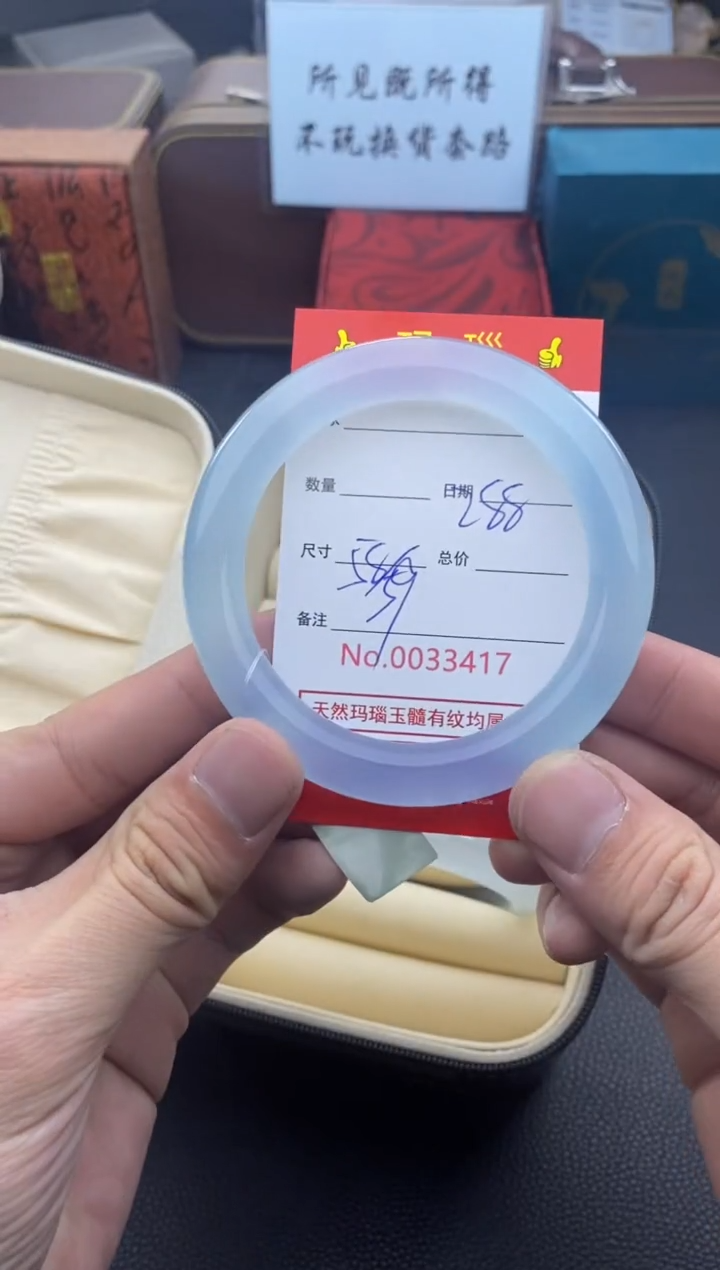 所见既所得
不玩换货套路
数量
日期 288
尺寸
总价
备注
No.0033417
天然玛瑙玉髓有纹均属